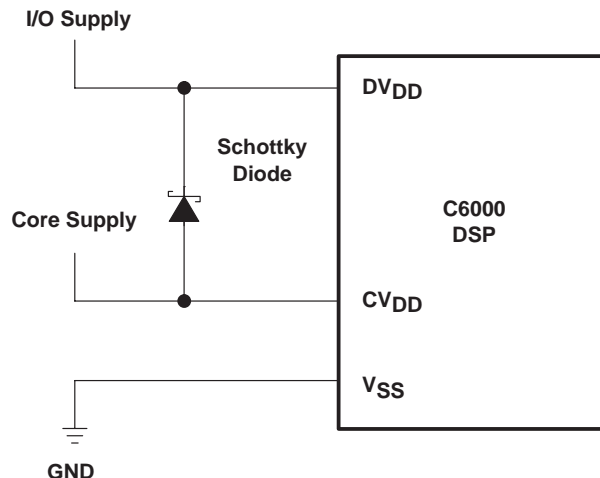 I/O Supply
DVDD
Schottky
Diode
C6000
DSP
Core Supply
CVDD
VSS
GND